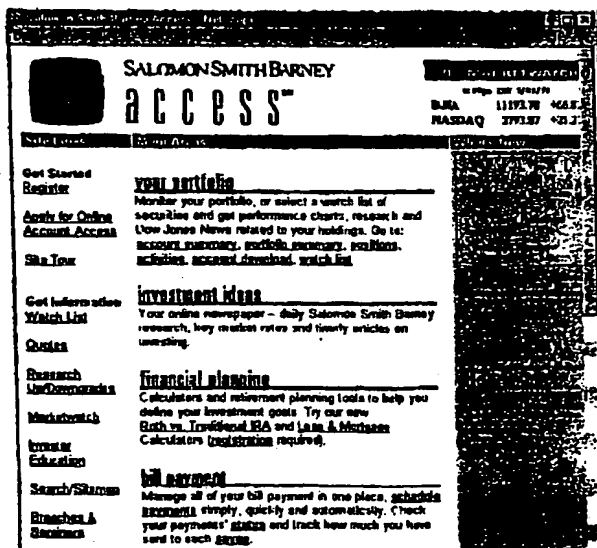 SALOMON SMITH BARNEY
access
DJIA
NASDAQ
Get Started
Register
Apply for Online
Account Access
Site Tour
Get Information
Watch List
Quotes
Research
Up/Downgrades
Marketwatch
Investor
Education
Search/Sitemap
Branches &
Seminars
your portfolio
Monitor your portfolio, or select a watch list of
securities and get performance charts, research and
Dow Jones News related to your holdings. Go to:
account summary, portfolio summary, positions,
activities, account download, watch list
investment ideas
Your online newspaper – daily Salomon Smith Barney
research, key market rates and timely articles on
investing.
financial planning
Calculators and retirement planning tools to help you
define your investment goals. Try our new
Roth vs. Traditional IRA and Loan & Mortgage
Calculators (registration required).
bill payment
Manage all of your bill payment in one place, schedule
payments simply, quickly and automatically. Check
your payments' status and track how much you have
sent to each payee.